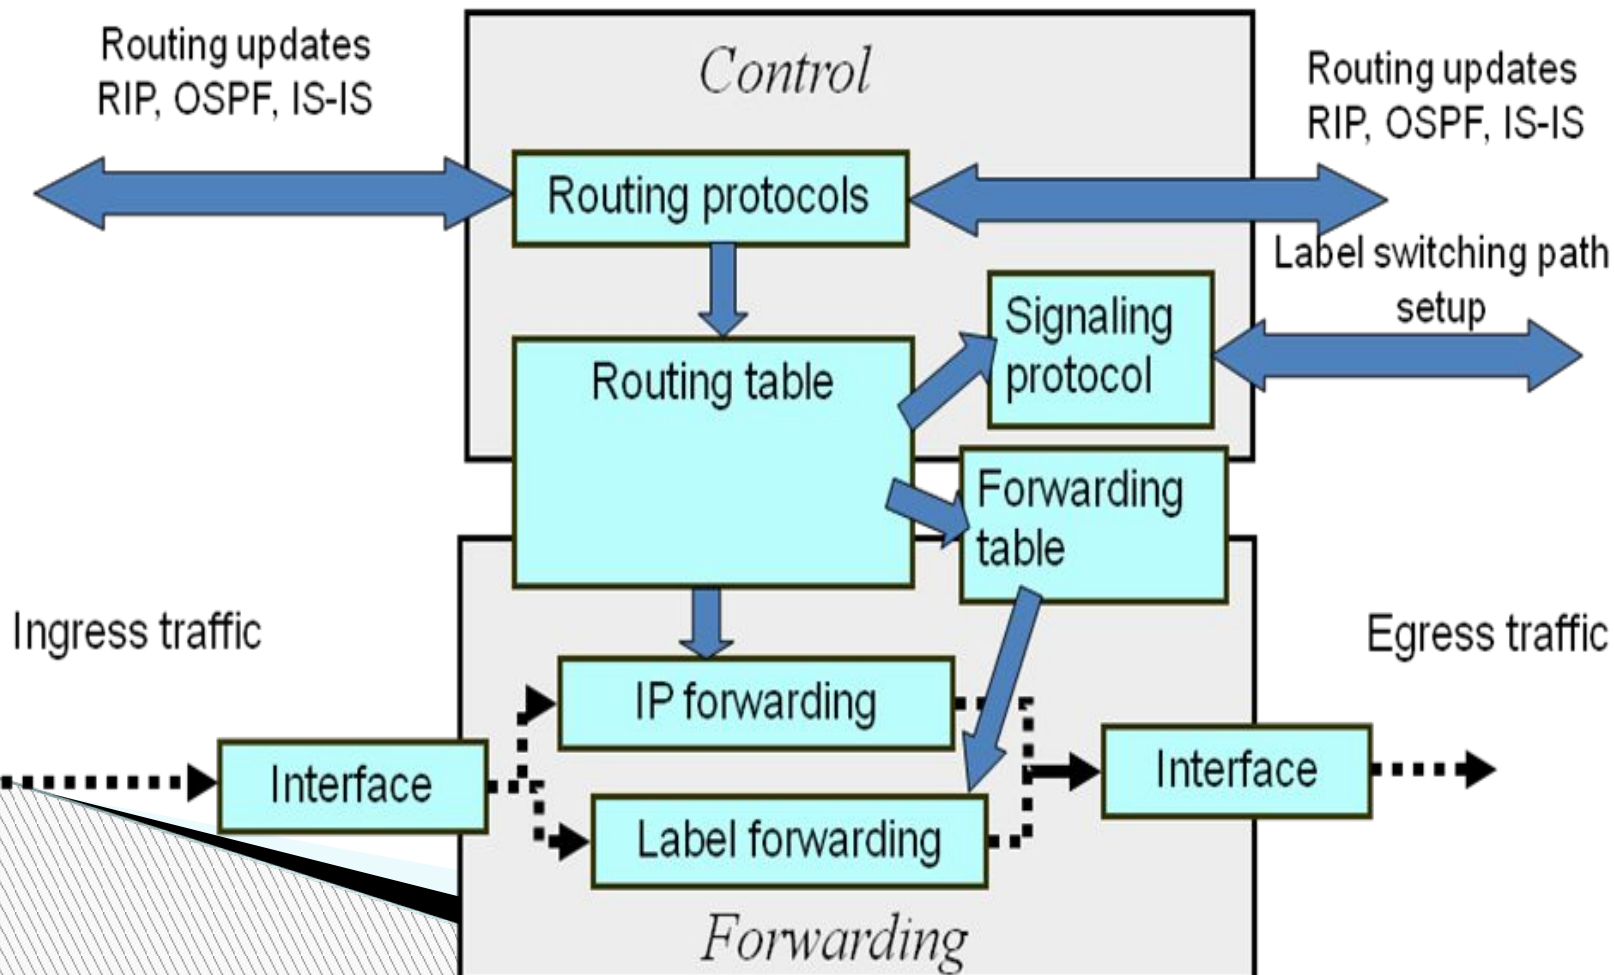 Routing updates
RIP, OSPF, IS-IS
Control
Routing updates
RIP, OSPF, IS-IS
Routing protocols
Label switching path
setup
Signaling
protocol
Routing table
Forwarding
table
Ingress traffic
Egress traffic
IP forwarding
Interface
Interface
Label forwarding
Forwarding